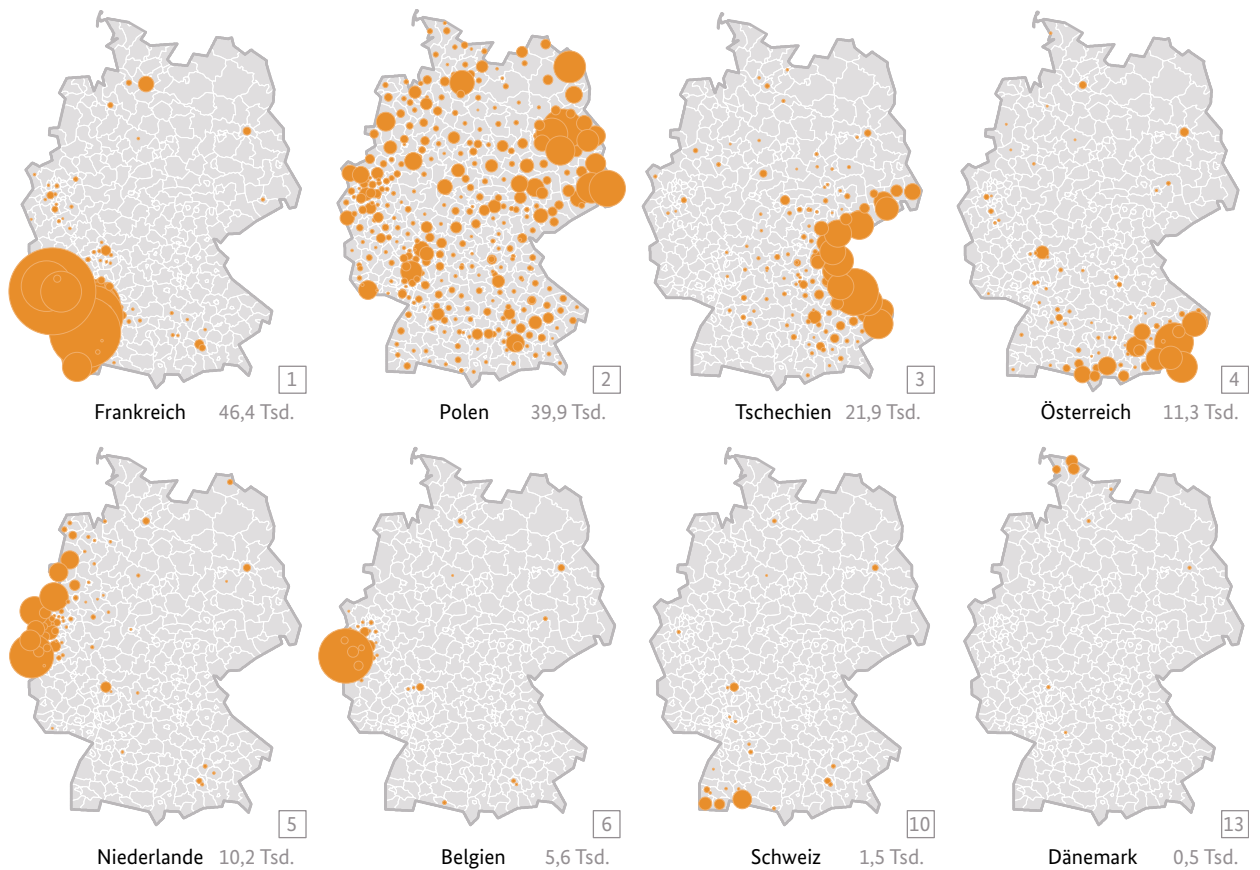 1
2
3
4
Frankreich 46,4 Tsd.
Polen 39,9 Tsd.
Tschechien 21,9 Tsd.
Österreich 11,3 Tsd.
5
6
10
13
Niederlande 10,2 Tsd.
Belgien 5,6 Tsd.
Schweiz 1,5 Tsd.
Dänemark 0,5 Tsd.